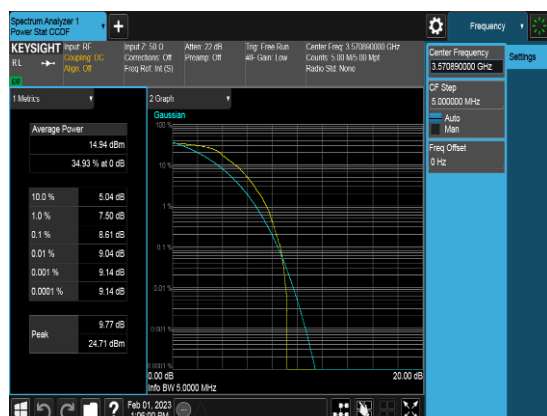 Spectrum Analyzer 1
Power Stat CCDF
Frequency
KEYSIGHT
Input: RF
Coupling: DC
Align: Off
Input Z: 50 Ω
Corrections: Off
Freq Ref: Int (S)
Atten: 22 dB
Preamp: Off
Trig: Free Run
#IF Gain: Low
Center Freq: 3.570890000 GHz
Counts: 5.00 M/5.00 Mpt
Radio Std: None
RL
Center Frequency
3.570890000 GHz
Settings
CF Step
5.000000 MHz
Auto
Man
Freq Offset
0 Hz
1 Metrics
Average Power
14.94 dBm
34.93 % at 0 dB
10.0 % 5.04 dB
1.0 % 7.50 dB
0.1 % 8.61 dB
0.01 % 9.04 dB
0.001 % 9.14 dB
0.0001 % 9.14 dB
Peak
9.77 dB
24.71 dBm
2 Graph
Gaussian
100 %
10 %
1 %
0.1 %
0.01 %
0.001 %
0.0001 %
0.00 dB
20.00 dB
Info BW 5.0000 MHz
?
Feb 01, 2023